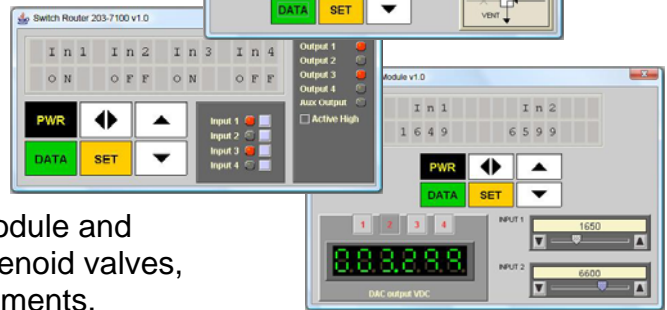 DATA SET
VENT
Switch Router 203-7100 v1.0
In1 In2 In3 In4
ON OFF ON OFF
PWR
DATA SET
Input 1
Input 2
Input 3
Input 4
Output 1
Output 2
Output 3
Output 4
Aux Output
Active High
Module v1.0
In1 In2
1649 6599
PWR
DATA SET
1 2 3 4
INPUT 1
1650
INPUT 2
6600
DAC output VDC
odule and
enoid valves,
ments.